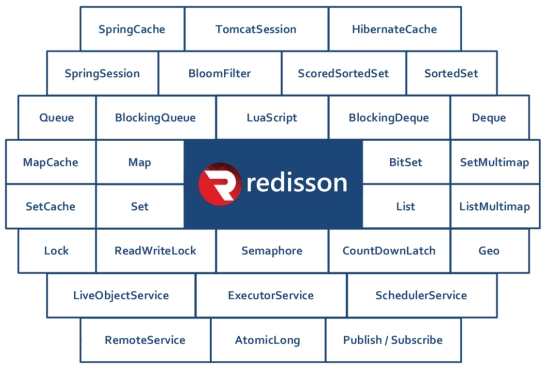 SpringCache TomcatSession HibernateCache
SpringSession BloomFilter ScoredSortedSet SortedSet
Queue BlockingQueue LuaScript BlockingDeque Deque
MapCache Map BitSet SetMultimap
redisson
SetCache Set List ListMultimap
Lock ReadWriteLock Semaphore CountDownLatch Geo
LiveObjectService ExecutorService SchedulerService
RemoteService AtomicLong Publish / Subscribe